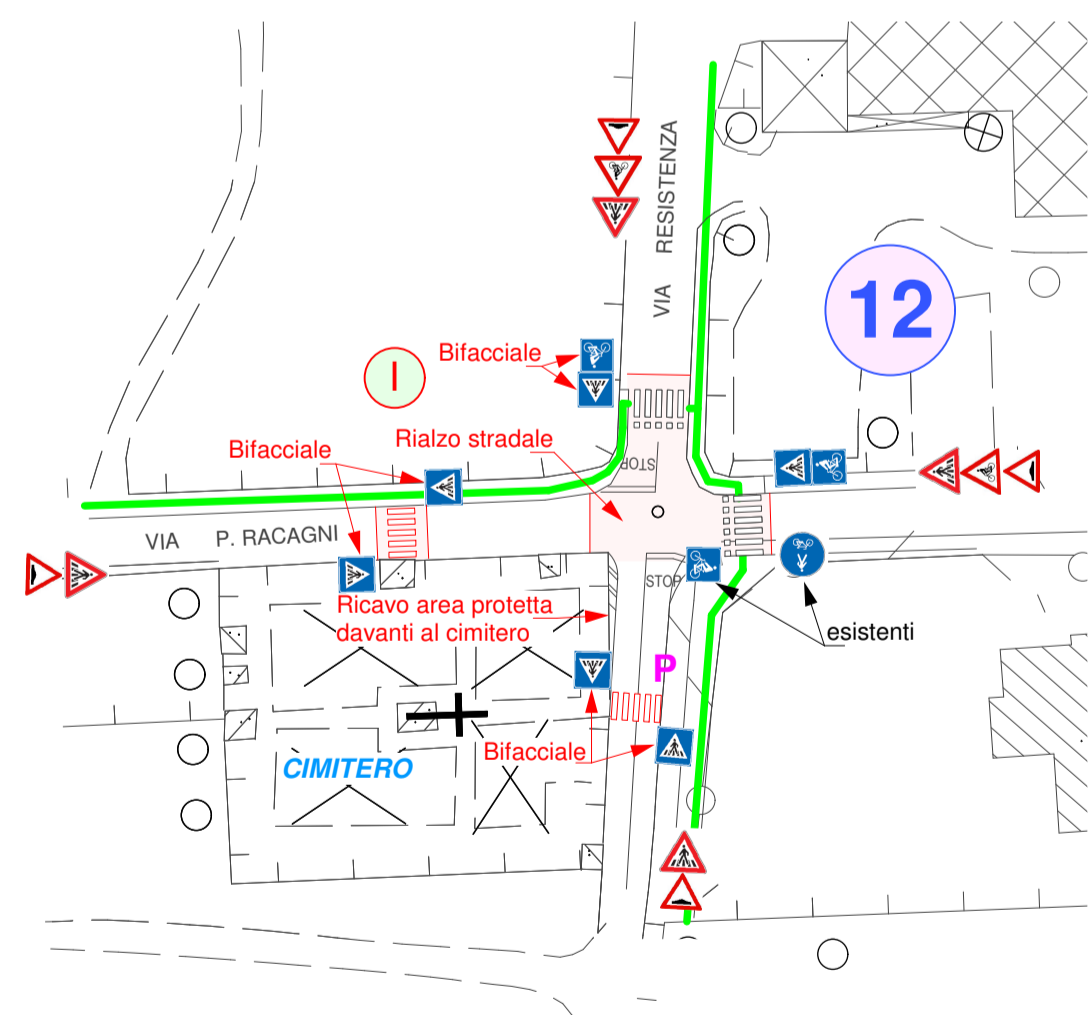 VIA RESISTENZA
12
Bifacciale
I
Rialzo stradale
Bifacciale
STOP
VIA P. RACAGNI
STOP
Ricavo area protetta
davanti al cimitero
esistenti
P
Bifacciale
CIMITERO